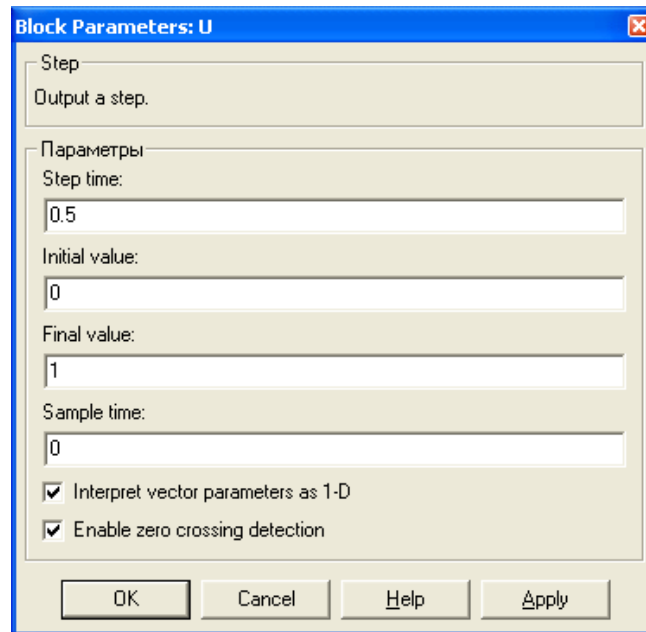 Block Parameters: U
Step
Output a step.
Параметры
Step time:
0.5
Initial value:
0
Final value:
1
Sample time:
0
Interpret vector parameters as 1-D
Enable zero crossing detection
OK Cancel Help Apply